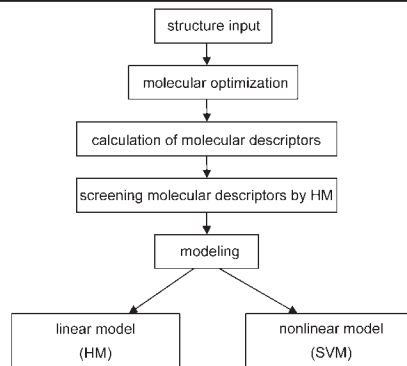 structure input
molecular optimization
calculation of molecular descriptors
screening molecular descriptors by HM
modeling
linear model
(HM)
nonlinear model
(SVM)